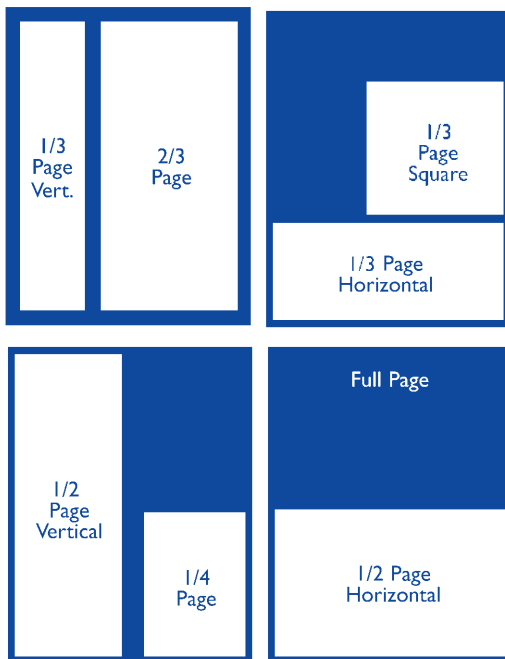 1/3
Page
Vert.
2/3
Page
1/3
Page
Square
1/3 Page
Horizontal
1/2
Page
Vertical
1/4
Page
Full Page
1/2 Page
Horizontal